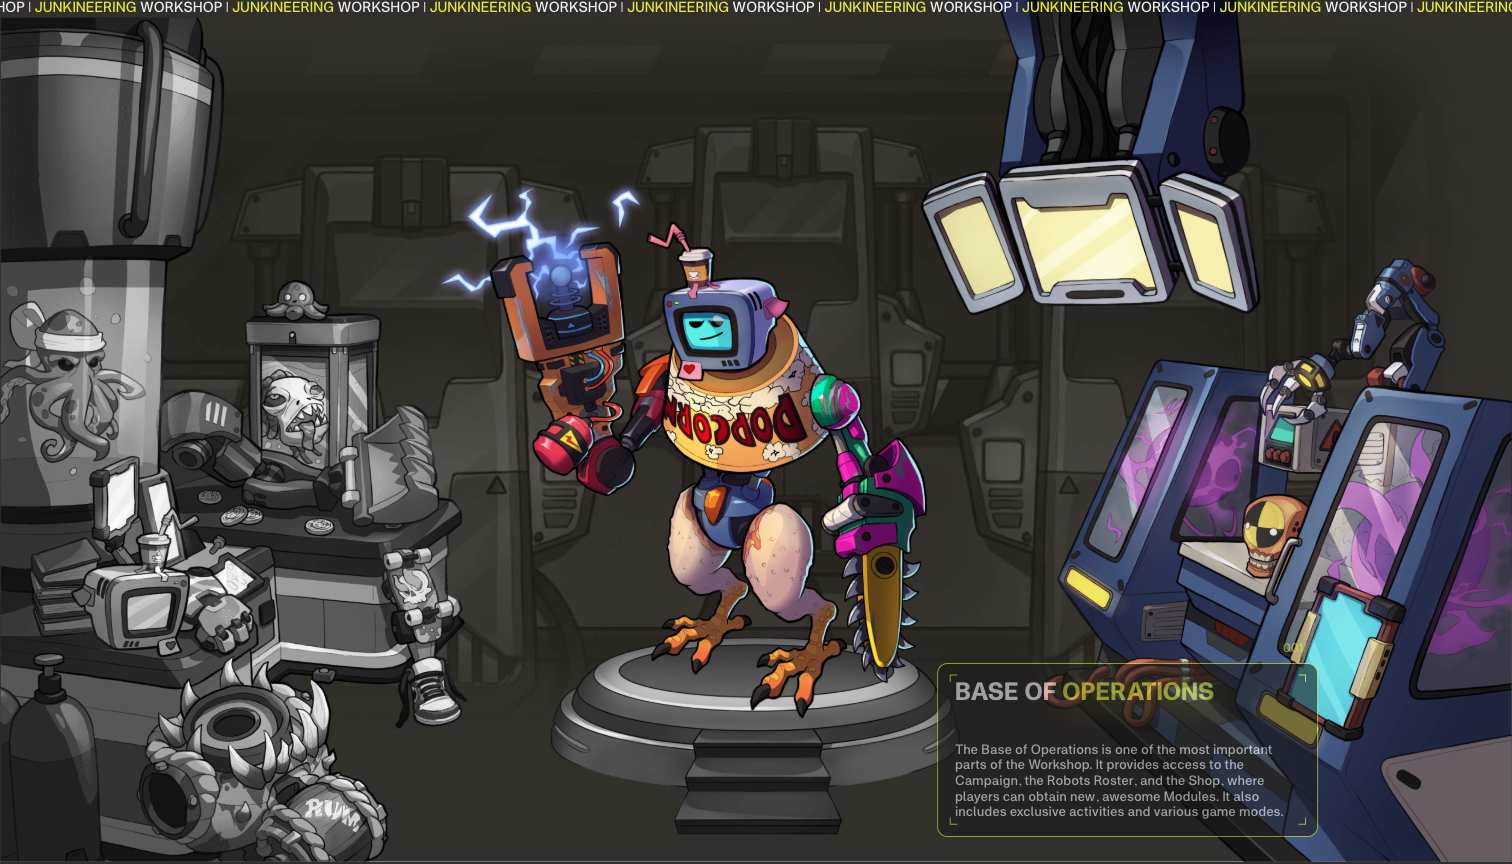 HOP | JUNKINEERING WORKSHOP | JUNKINEERING WORKSHOP | JUNKINEERING WORKSHOP | JUNKINEERING WORKSHOP | JUNKINEERING WORKSHOP | JUNKINEERING WORKSHOP | JUNKINEERING WORKSHOP | JUNKINEERING
POPCORN
001
BASE OF OPERATIONS
The Base of Operations is one of the most important
parts of the Workshop. It provides access to the
Campaign, the Robots Roster, and the Shop, where
players can obtain new, awesome Modules. It also
includes exclusive activities and various game modes.